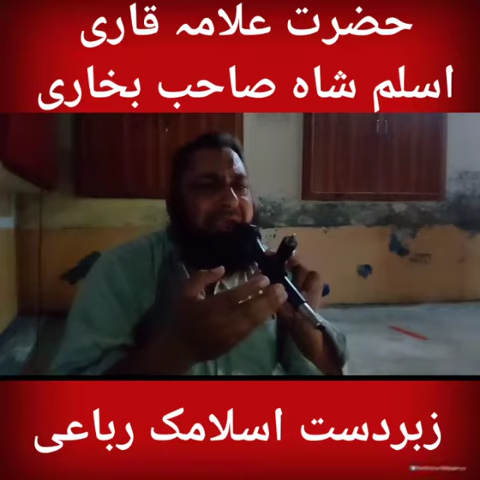 حضرت علامہ قاری
اسلم شاہ صاحب بخاری
زبردست اسلامک رباعی